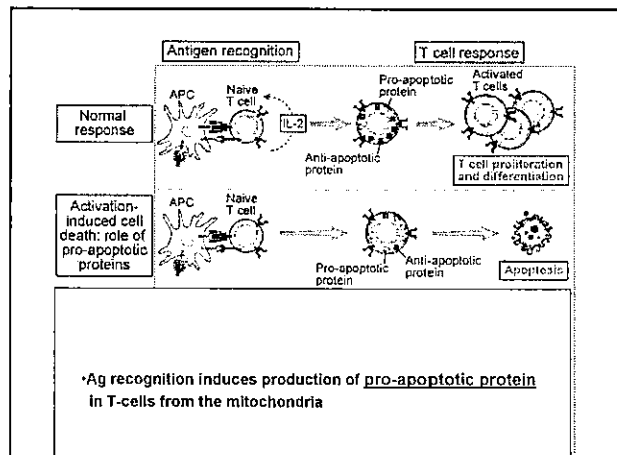 Antigen recognition
T cell response
APC
Naive
T cell
Pro-apoptotic
protein
Activated
T cells
Normal
response
IL-2
Anti-apoptotic
protein
T cell proliferation
and differentiation
Activation-
induced cell
death: role of
pro-apoptotic
proteins
APC
Naive
T cell
Pro-apoptotic
protein
Anti-apoptotic
protein
Apoptosis
•Ag recognition induces production of pro-apoptotic protein
in T-cells from the mitochondria